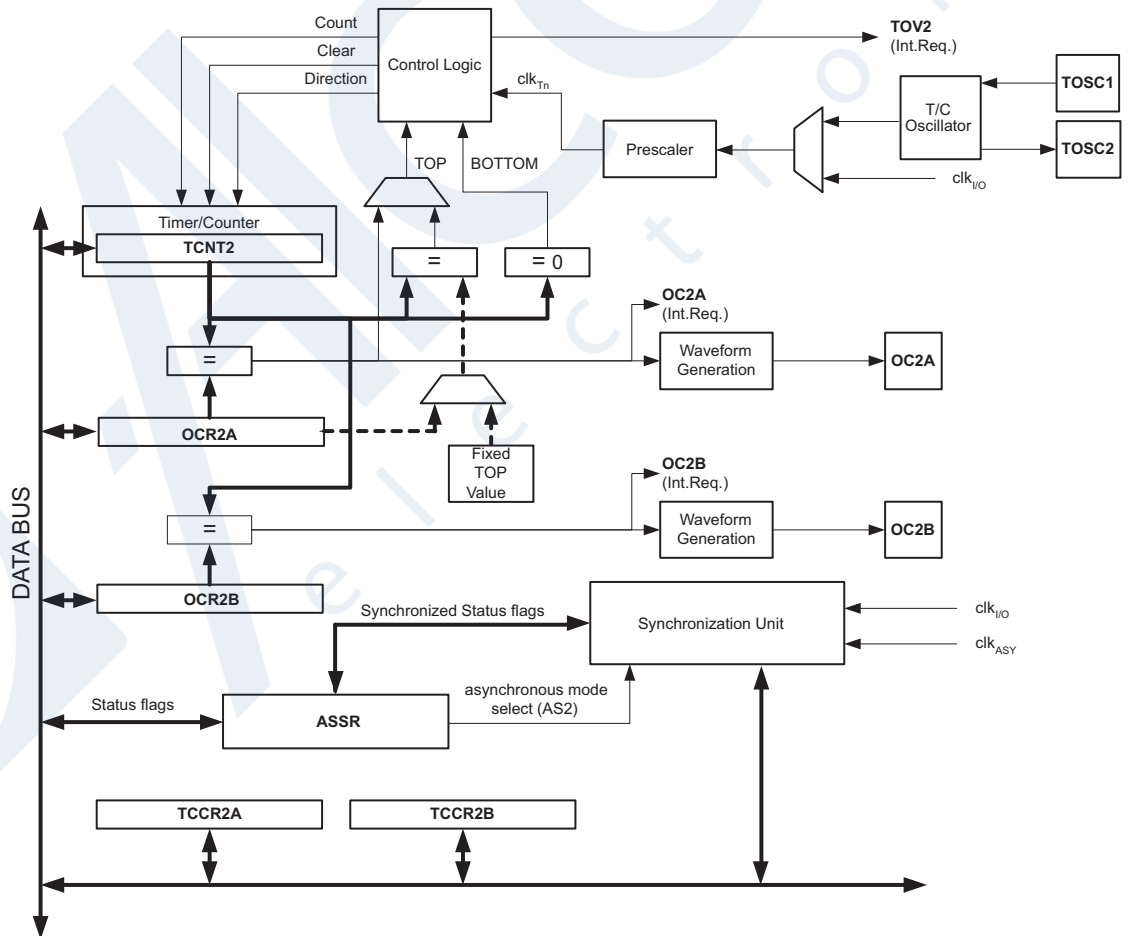 Count
Clear
Direction
Control Logic
clkTn
TOV2
(Int.Req.)
TOSC1
T/C
Oscillator
TOSC2
Prescaler
clkI/O
TOP
BOTTOM
Timer/Counter
TCNT2
=
= 0
OC2A
(Int.Req.)
=
Waveform
Generation
OC2A
OCR2A
Fixed
TOP
Value
OC2B
(Int.Req.)
=
Waveform
Generation
OC2B
OCR2B
DATA BUS
Synchronized Status flags
Synchronization Unit
clkI/O
clkASY
Status flags
ASSR
asynchronous mode
select (AS2)
TCCR2A
TCCR2B
electro